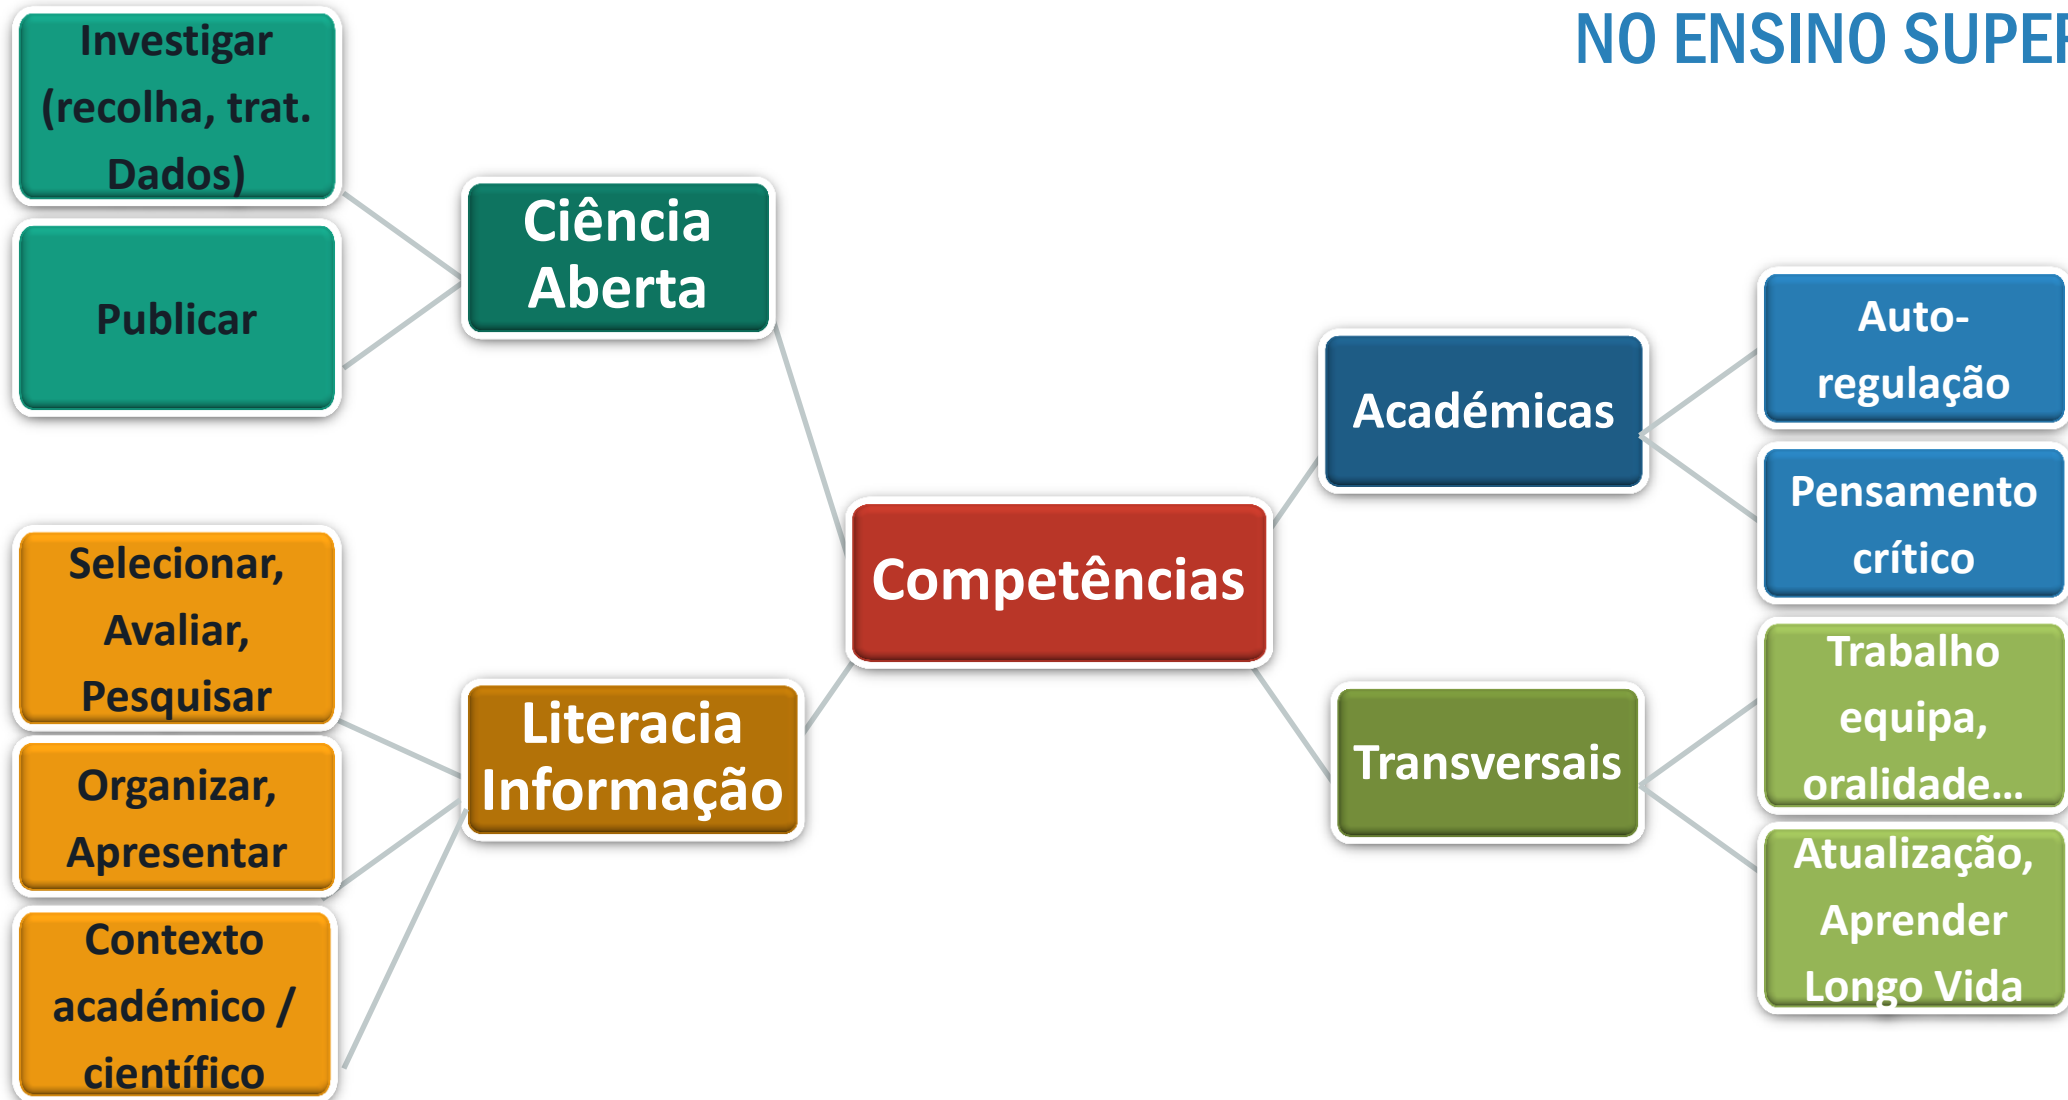 NO ENSINO SUPER
Investigar
(recolha, trat.
Dados)
Publicar
Ciência
Aberta
Selecionar,
Avaliar,
Pesquisar
Organizar,
Apresentar
Contexto
académico /
científico
Literacia
Informação
Competências
Académicas
Auto-
regulação
Pensamento
crítico
Transversais
Trabalho
equipa,
oralidade...
Atualização,
Aprender
Longo Vida